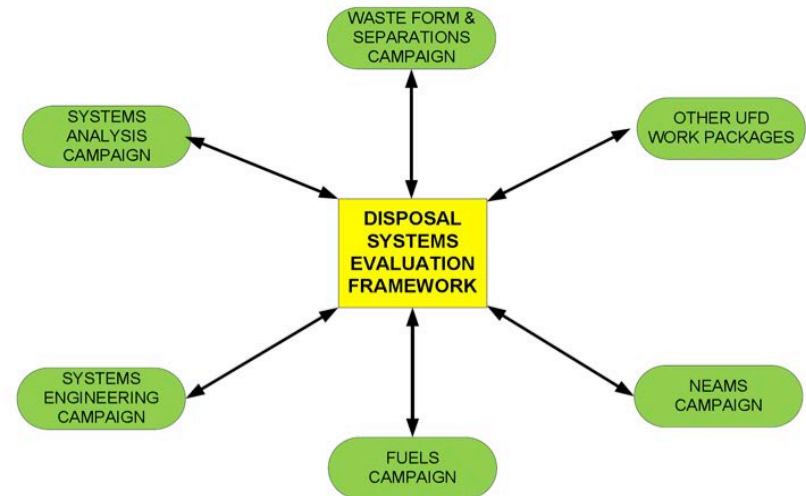 WASTE FORM &
SEPARATIONS
CAMPAIGN
SYSTEMS
ANALYSIS
CAMPAIGN
OTHER UFD
WORK PACKAGES
DISPOSAL
SYSTEMS
EVALUATION
FRAMEWORK
SYSTEMS
ENGINEERING
CAMPAIGN
NEAMS
CAMPAIGN
FUELS
CAMPAIGN